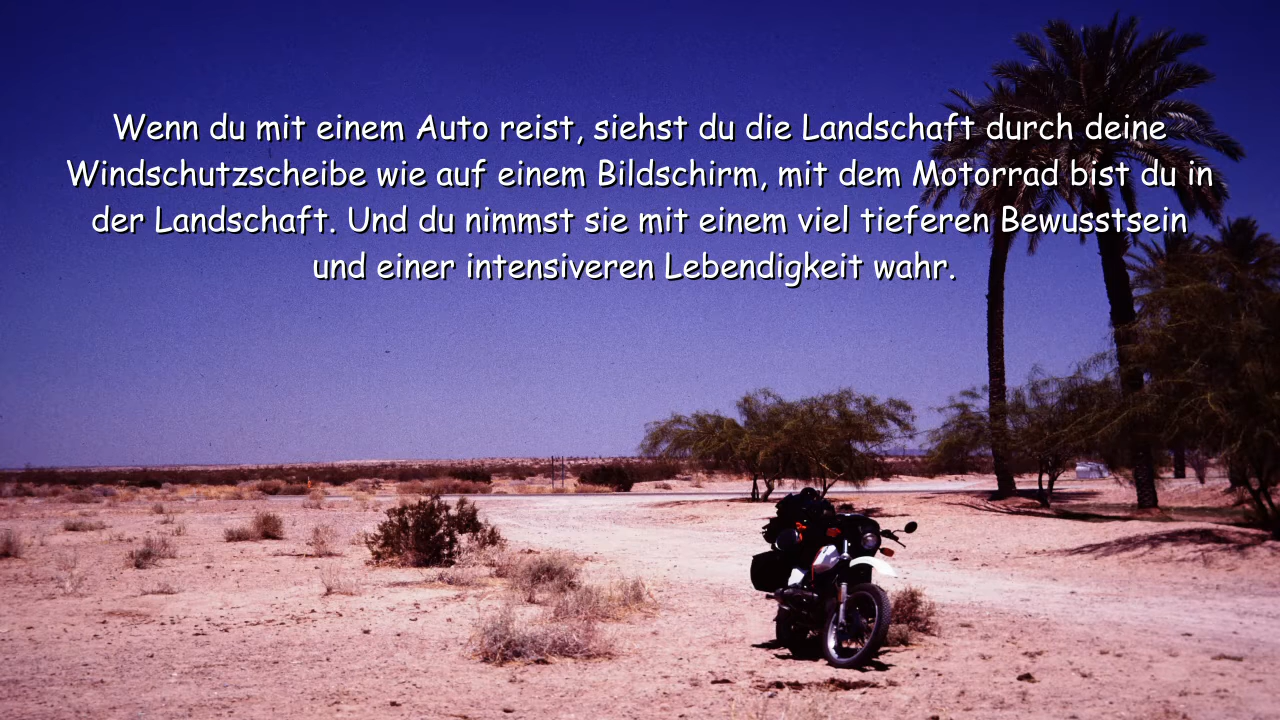 Wenn du mit einem Auto reist, siehst du die Landschaft durch deine
Windschutzscheibe wie auf einem Bildschirm, mit dem Motorrad bist du in
der Landschaft. Und du nimmst sie mit einem viel tieferen Bewusstsein
und einer intensiveren Lebendigkeit wahr.